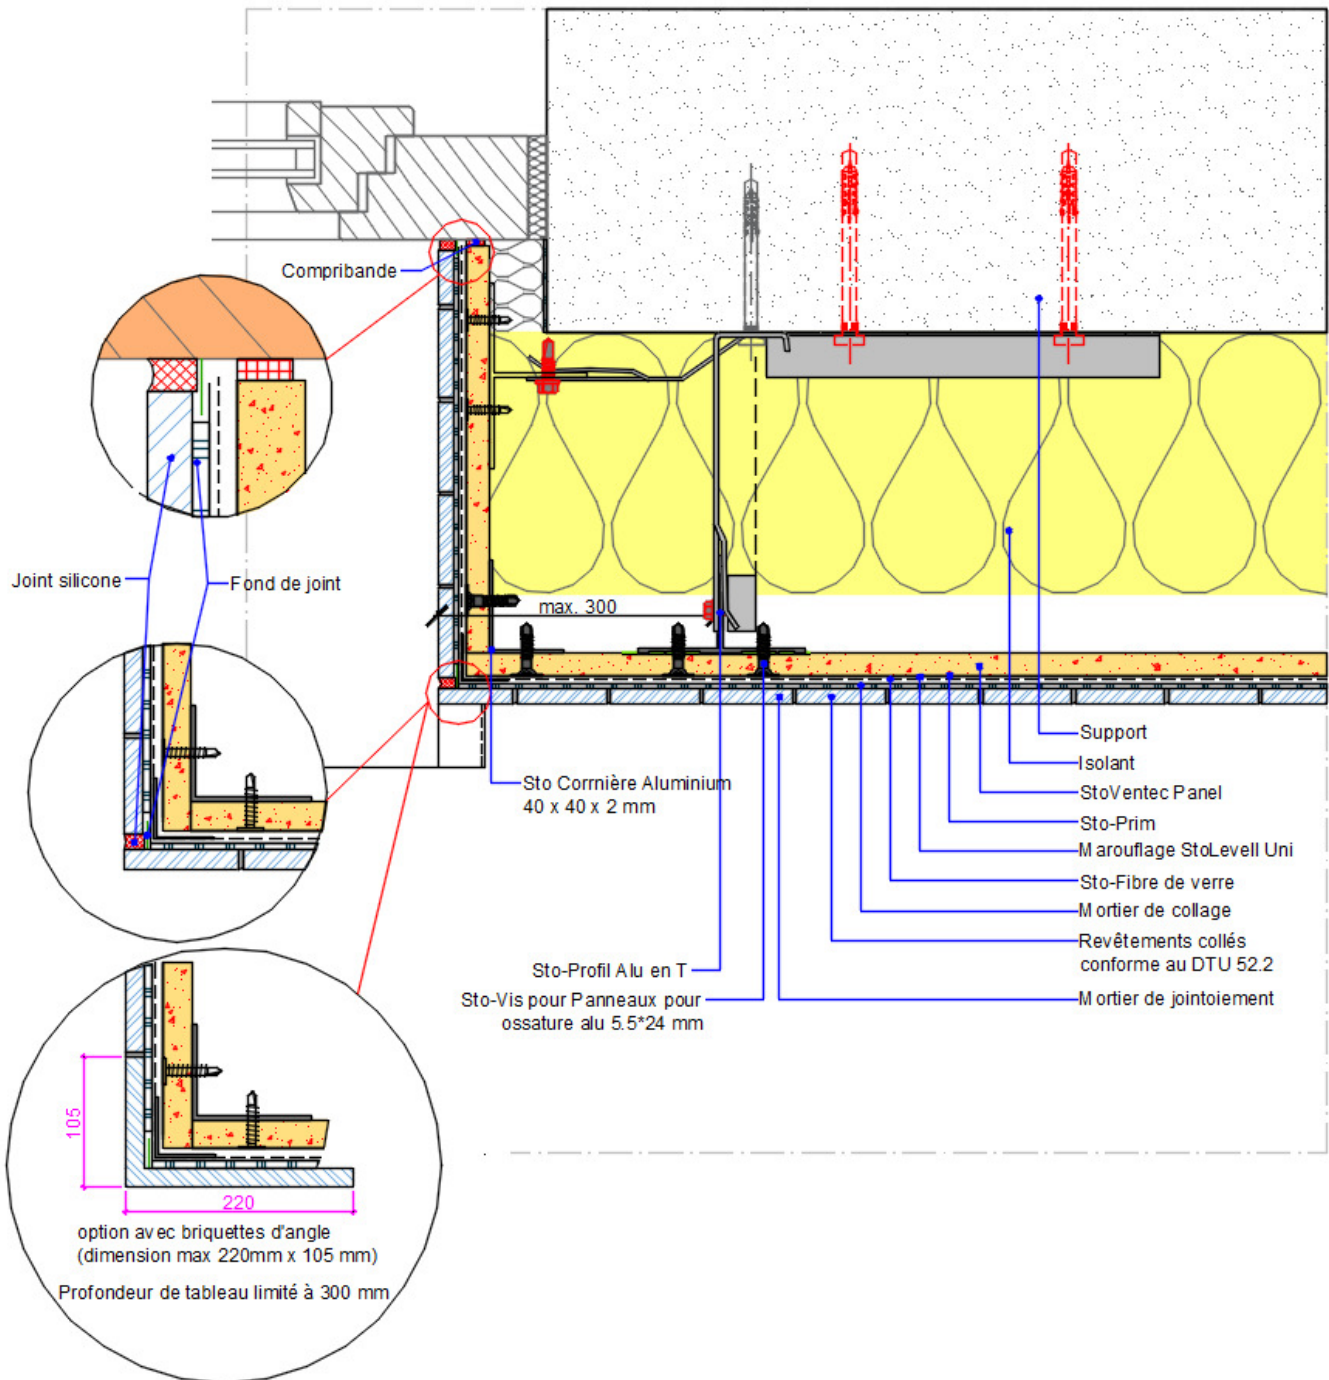 Compribande
Joint silicone
Fond de joint
max. 300
Sto Corrnière Aluminium
40 x 40 x 2 mm
Support
Isolant
StoVentec Panel
Sto-Prim
Marouflage StoLevell Uni
Sto-Fibre de verre
Mortier de collage
Revêtements collés
conforme au DTU 52.2
Mortier de jointoiement
Sto-Profil Alu en T
Sto-Vis pour Panneaux pour
ossature alu 5.5*24 mm
105
220
option avec briquettes d'angle
(dimension max 220mm x 105 mm)
Profondeur de tableau limité à 300 mm